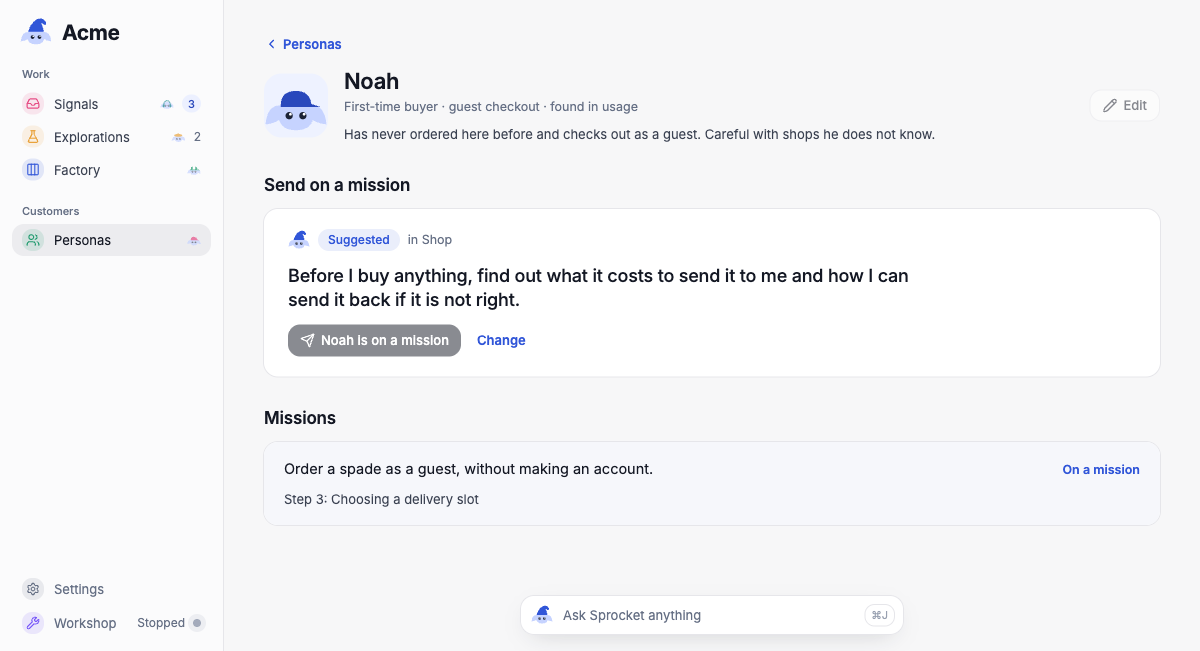 Acme
Work
Signals 3
Explorations 2
Factory
Customers
Personas
Settings
Workshop Stopped
Personas
Noah
First-time buyer · guest checkout · found in usage
Has never ordered here before and checks out as a guest. Careful with shops he does not know.
Edit
Send on a mission
Suggested in Shop
Before I buy anything, find out what it costs to send it to me and how I can
send it back if it is not right.
Noah is on a mission Change
Missions
Order a spade as a guest, without making an account. On a mission
Step 3: Choosing a delivery slot
Ask Sprocket anything ⌘J